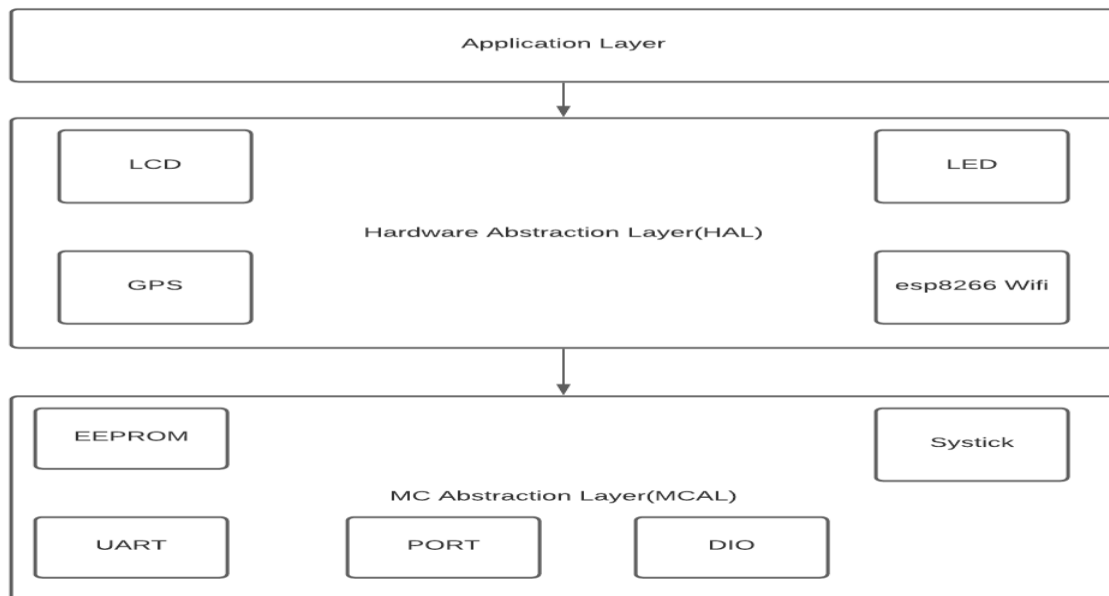 Application Layer
LCD
LED
Hardware Abstraction Layer(HAL)
GPS
esp8266 Wifi
EEPROM
Systick
MC Abstraction Layer(MCAL)
UART
PORT
DIO